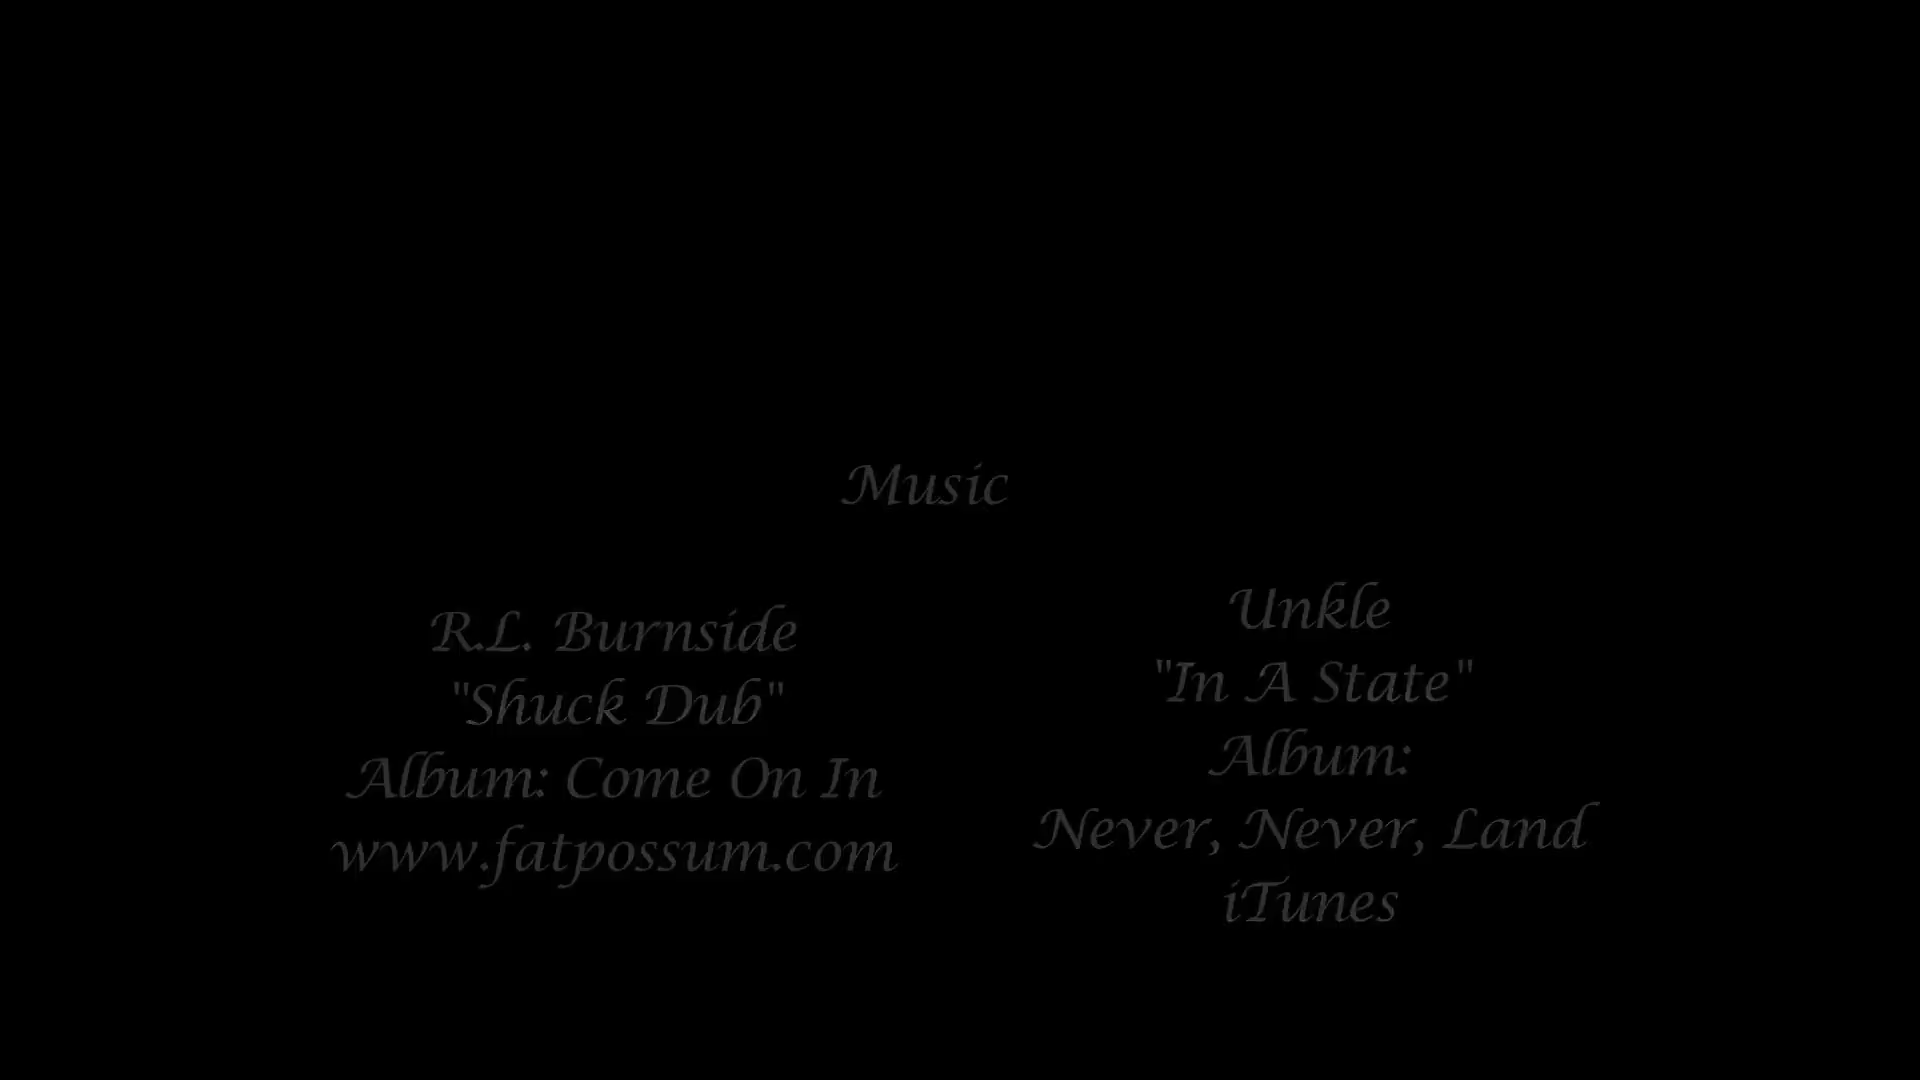 Music
R.L. Burnside
"Shuck Dub"
Album: Come On In
www.fatpossum.com
Unkle
"In A State"
Album:
Never, Never, Land
iTunes